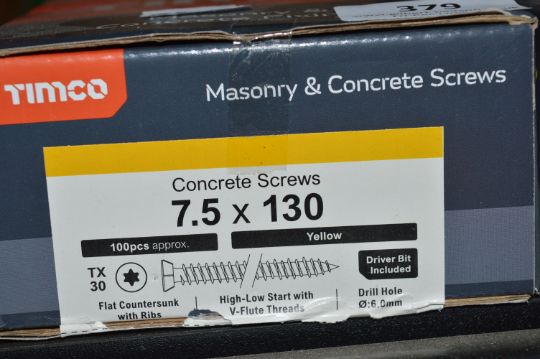 379
TIMCO
Masonry & Concrete Screws
Concrete Screws
7.5 x 130
100pcs approx.
Yellow
TX
30
Driver Bit
Included
Flat Countersunk
with Ribs
High-Low Start with
V-Flute Threads
Drill Hole
Ø:6.0mm